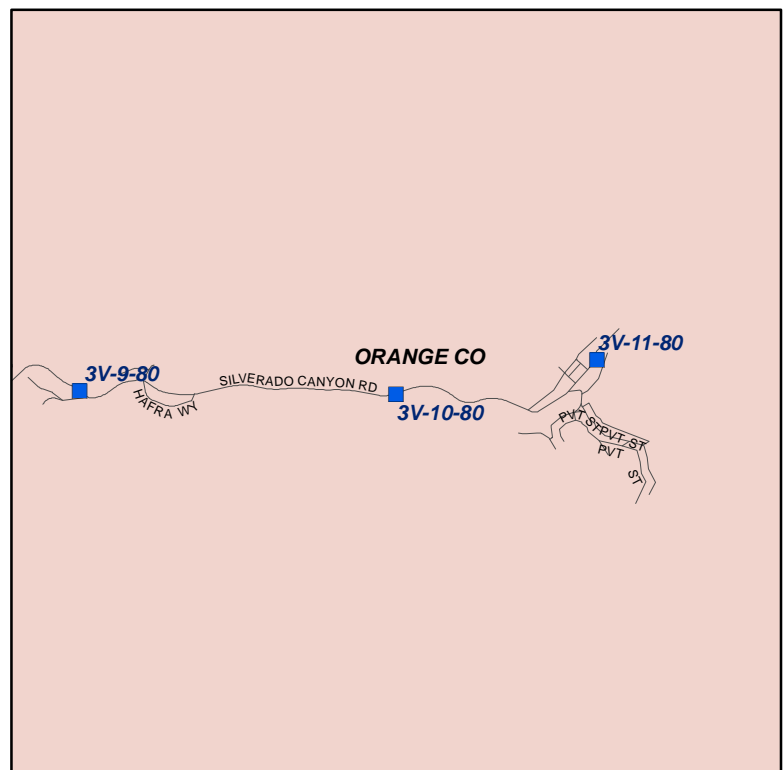 3V-11-80
ORANGE CO
3V-9-80
SILVERADO CANYON RD
HAFRA WY
3V-10-80
PVT ST
PVT ST
PVT ST